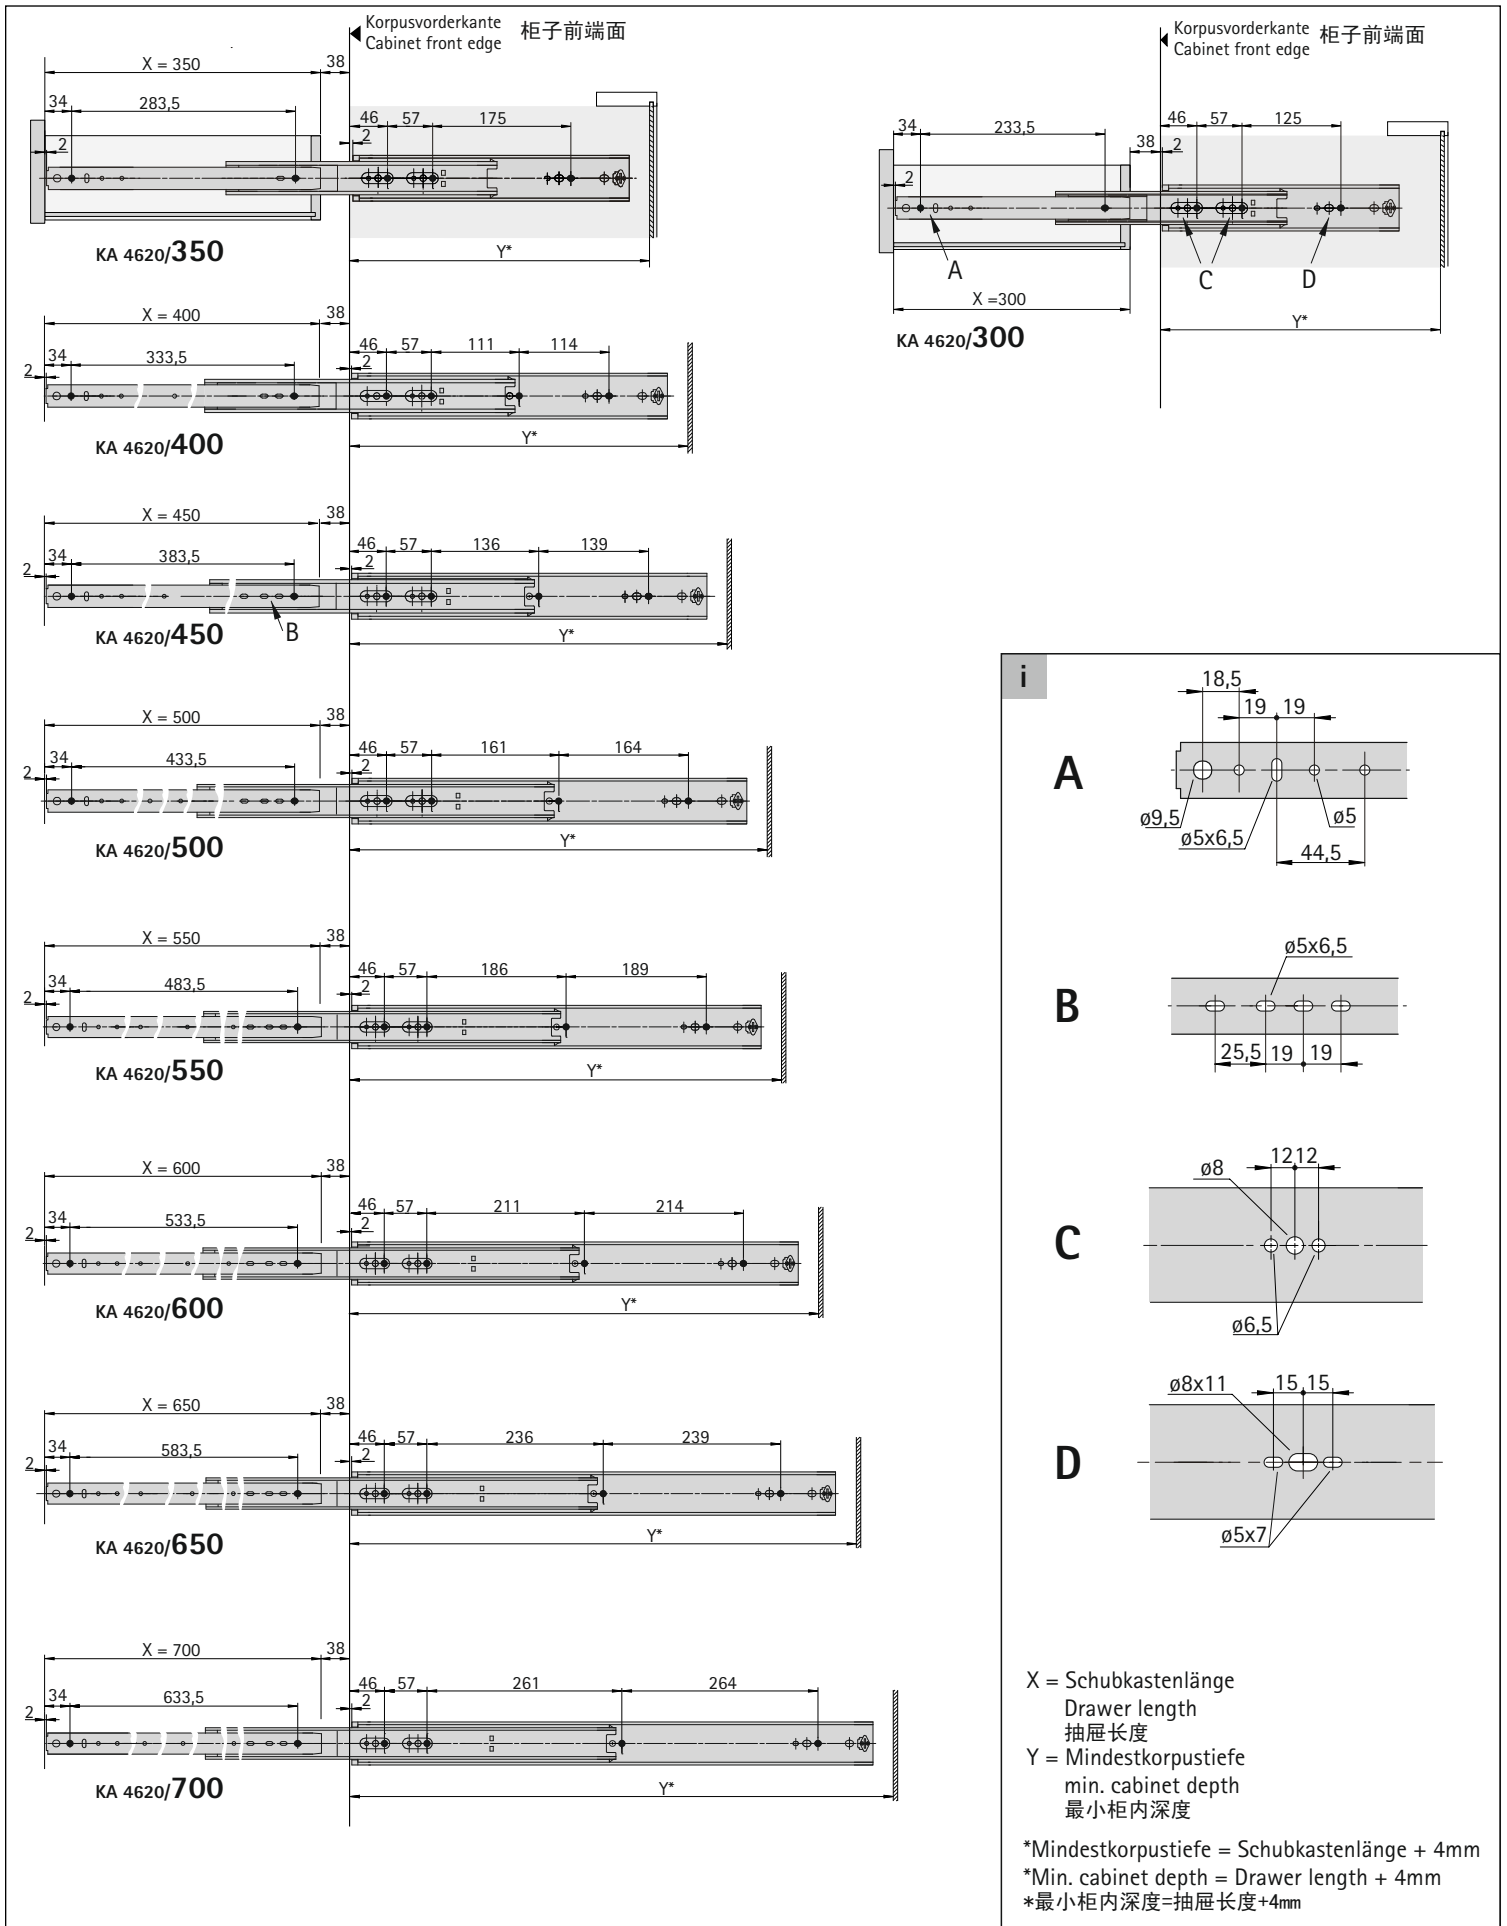 Korpusvorderkante
Cabinet front edge
柜子前端面
X = 350
38
34
283,5
2
46
57
175
2
Y*
KA 4620/350
Korpusvorderkante
Cabinet front edge
柜子前端面
34
233,5
38
2
46
57
125
2
A
C
D
X =300
Y*
KA 4620/300
X = 400
38
34
333,5
2
46
57
111
114
2
Y*
KA 4620/400
X = 450
38
34
383,5
2
46
57
136
139
2
B
Y*
KA 4620/450
X = 500
38
34
433,5
2
46
57
161
164
2
Y*
KA 4620/500
X = 550
38
34
483,5
2
46
57
186
189
2
Y*
KA 4620/550
X = 600
38
34
533,5
2
46
57
211
214
2
Y*
KA 4620/600
X = 650
38
34
583,5
2
46
57
236
239
2
Y*
KA 4620/650
X = 700
38
34
633,5
2
46
57
261
264
2
Y*
KA 4620/700
i
A
18,5
19
19
ø9,5
ø5x6,5
ø5
44,5
B
ø5x6,5
25,5
19
19
C
ø8
12
12
ø6,5
D
ø8x11
15
15
ø5x7
X = Schubkastenlänge
Drawer length
抽屉长度
Y = Mindestkorpustiefe
min. cabinet depth
最小柜内深度
*Mindestkorpustiefe = Schubkastenlänge + 4mm
*Min. cabinet depth = Drawer length + 4mm
*最小柜内深度=抽屉长度+4mm